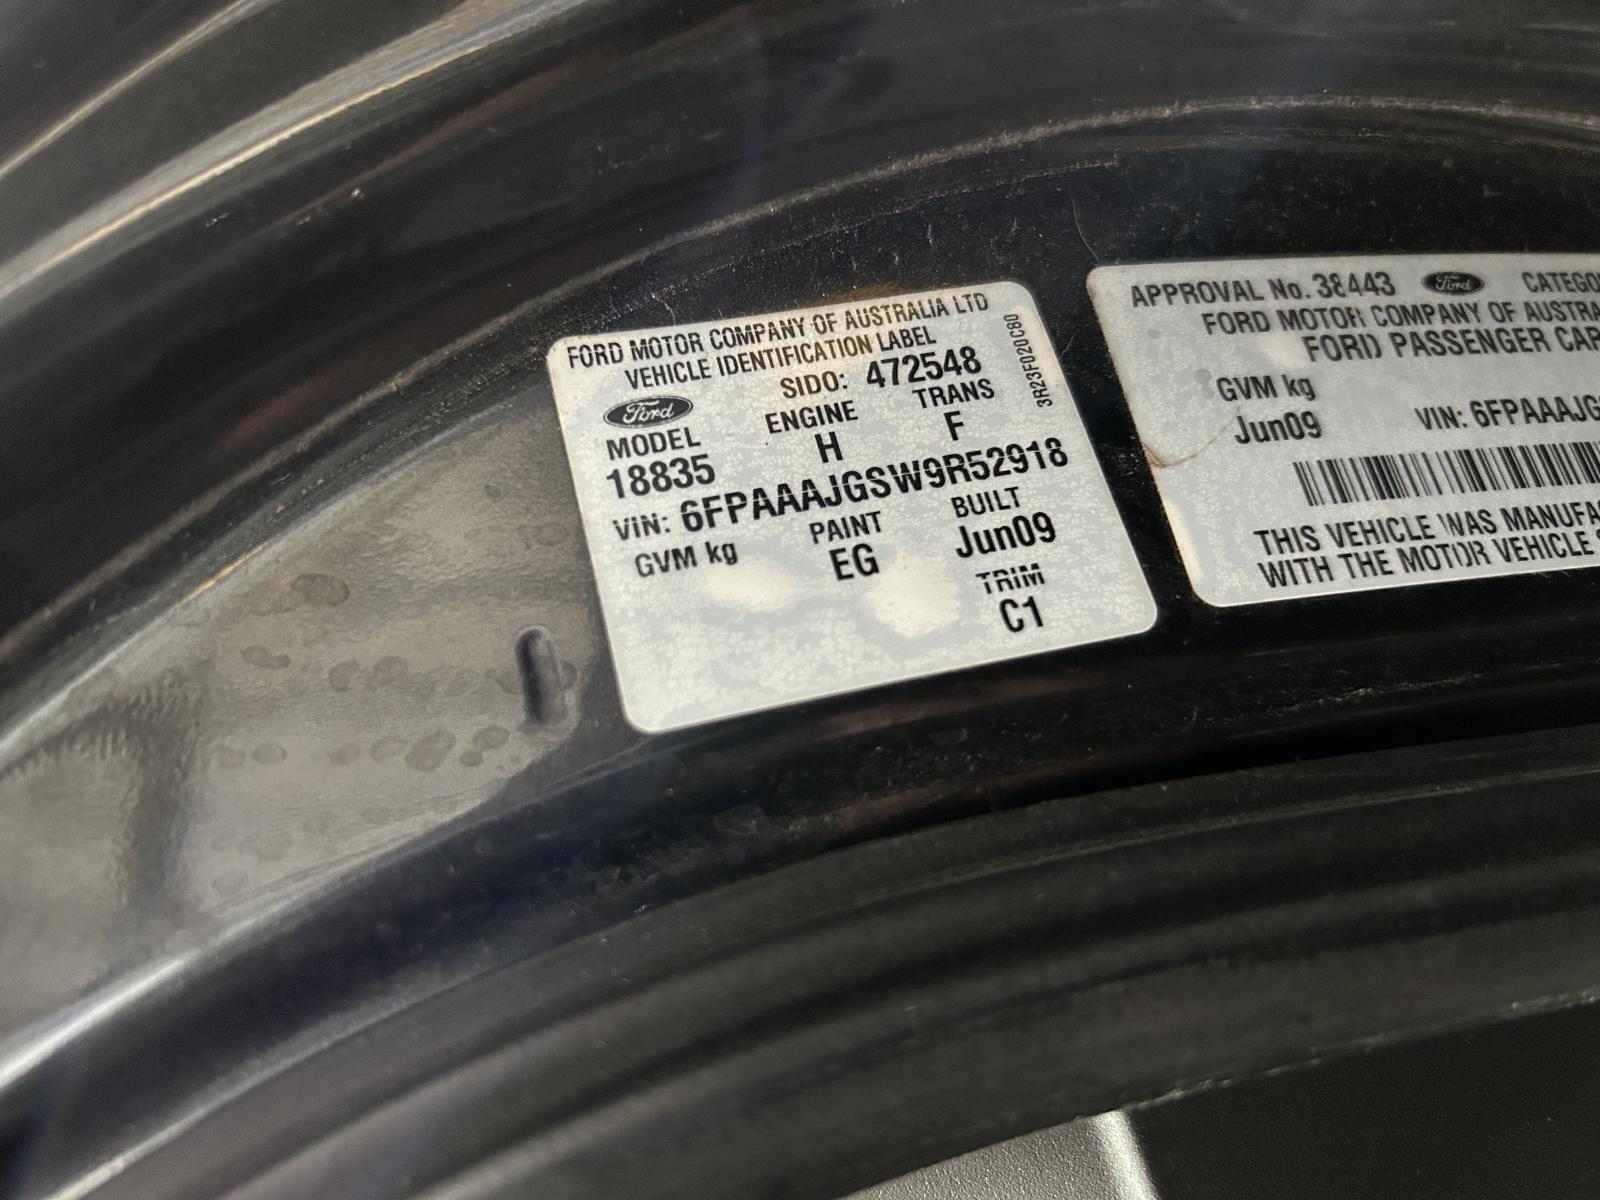 FORD MOTOR COMPANY OF AUSTRALIA LTD
VEHICLE IDENTIFICATION LABEL
SIDO: 472548
3R23F020C80
Ford
MODEL ENGINE TRANS
18835 H F
VIN: 6FPAAAJGSW9R52918
GVM kg PAINT BUILT
EG Jun09
TRIM
C1
APPROVAL No. 38443 Ford CATEGO
FORD MOTOR COMPANY OF AUSTRA
FORD PASSENGER CAR
GVM kg
Jun09 VIN: 6FPAAAJG
THIS VEHICLE WAS MANUFA
WITH THE MOTOR VEHICLE